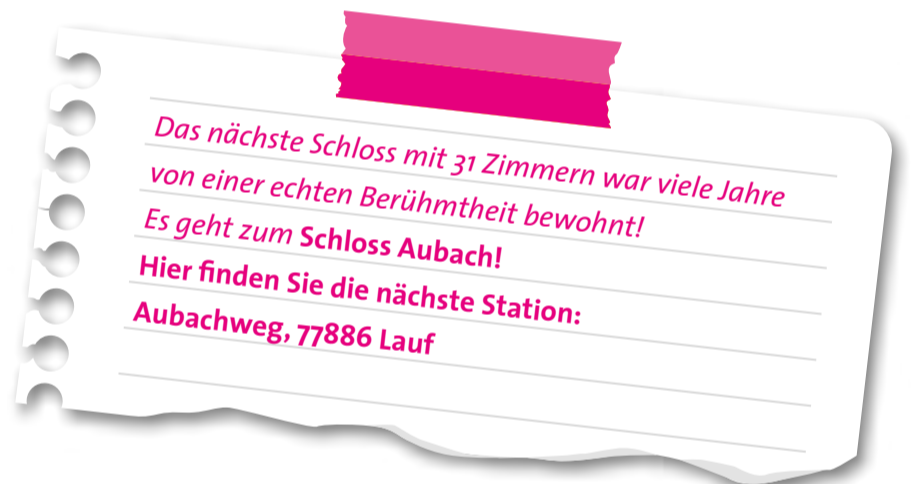 Das nächste Schloss mit 31 Zimmern war viele Jahre
von einer echten Berühmtheit bewohnt!
Es geht zum Schloss Aubach!
Hier finden Sie die nächste Station:
Aubachweg, 77886 Lauf